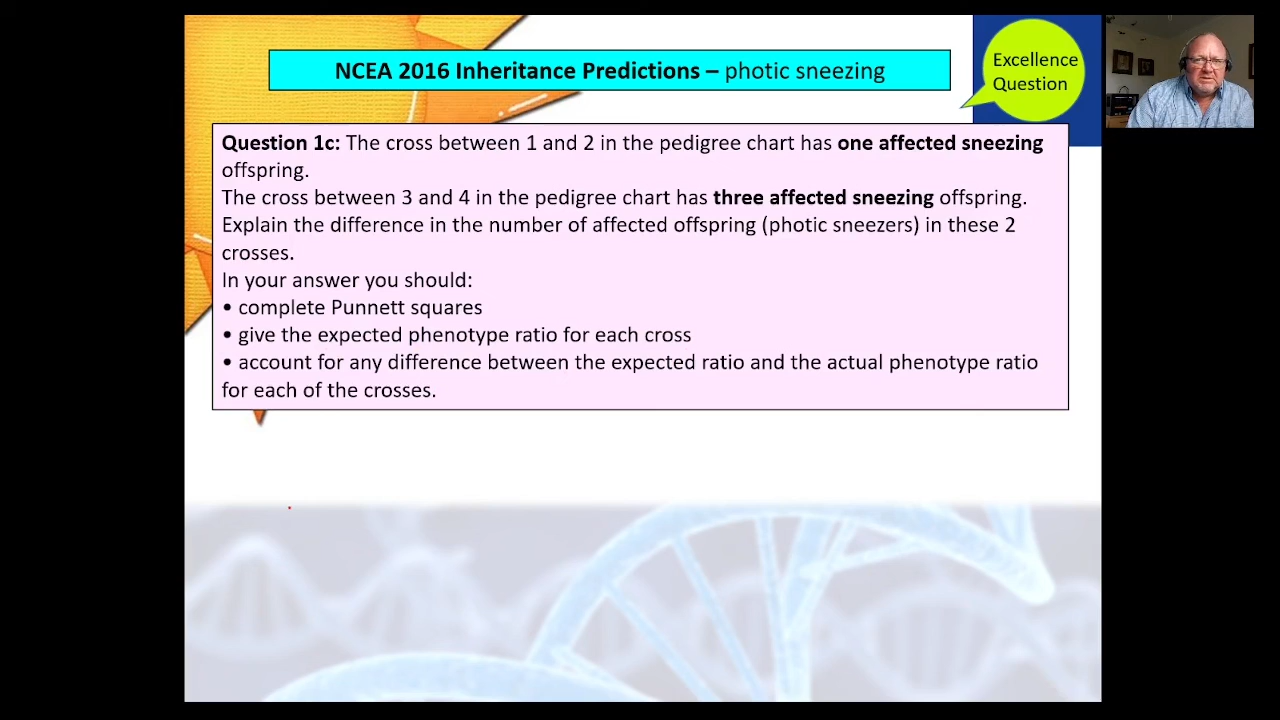 NCEA 2016 Inheritance Predictions – photic sneezing
Excellence
Question
Question 1c: The cross between 1 and 2 in the pedigree chart has one affected sneezing
offspring.
The cross between 3 and 4 in the pedigree chart has three affected sneezing offspring.
Explain the difference in the number of affected offspring (photic sneezers) in these 2
crosses.
In your answer you should:
• complete Punnett squares
• give the expected phenotype ratio for each cross
• account for any difference between the expected ratio and the actual phenotype ratio
for each of the crosses.